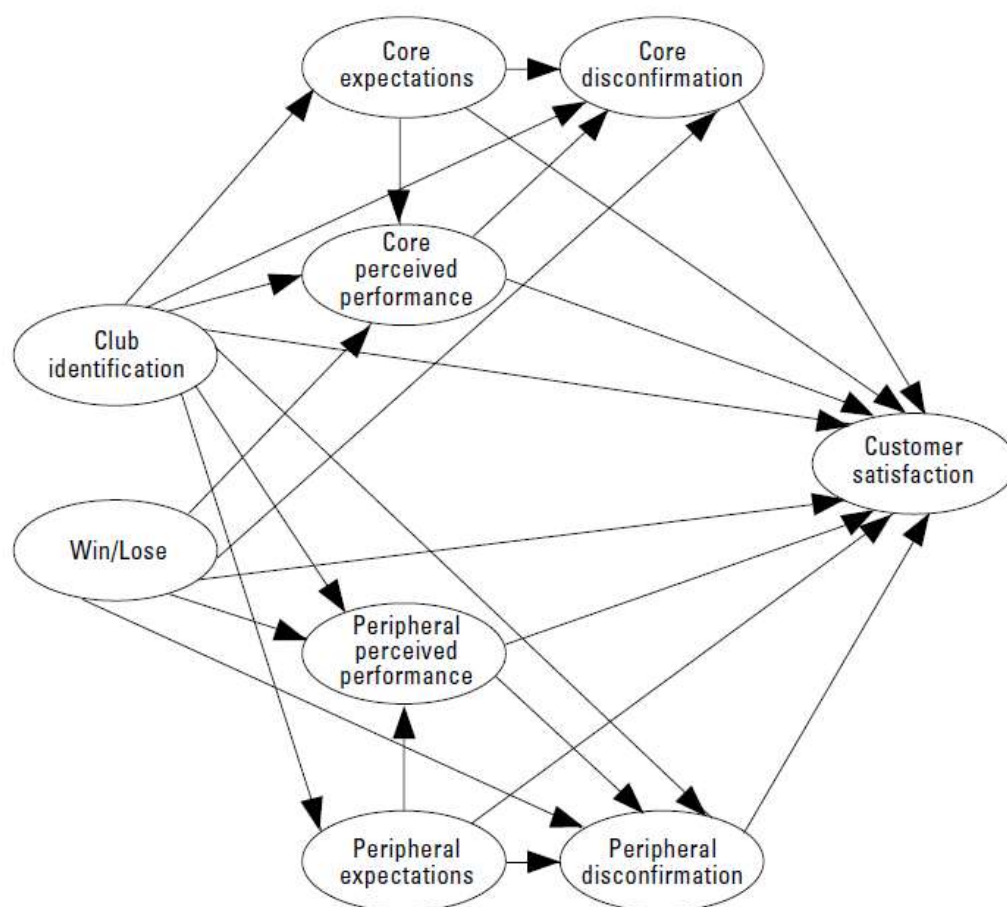 Core
expectations
Core
disconfirmation
Core
perceived
performance
Club
identification
Customer
satisfaction
Win/Lose
Peripheral
perceived
performance
Peripheral
expectations
Peripheral
disconfirmation